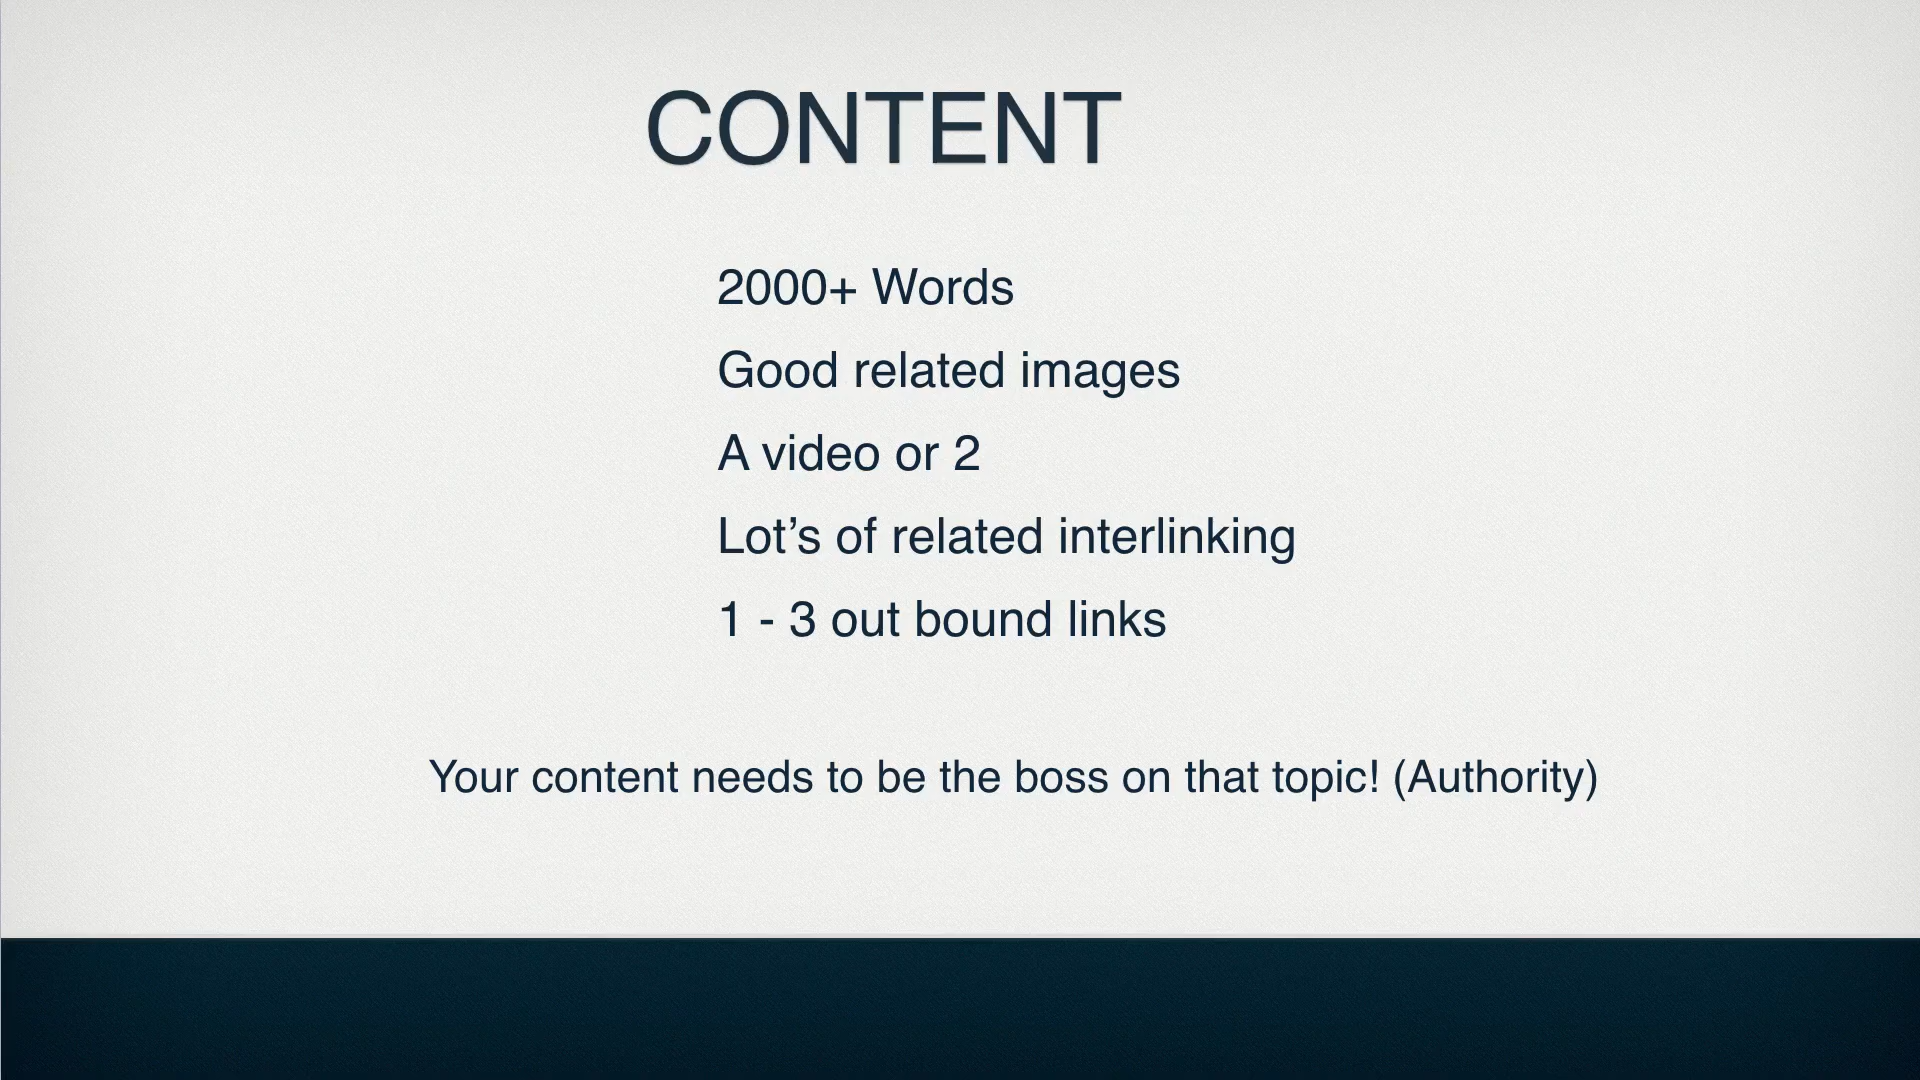 CONTENT
2000+ Words
Good related images
A video or 2
Lot’s of related interlinking
1 - 3 out bound links
Your content needs to be the boss on that topic! (Authority)